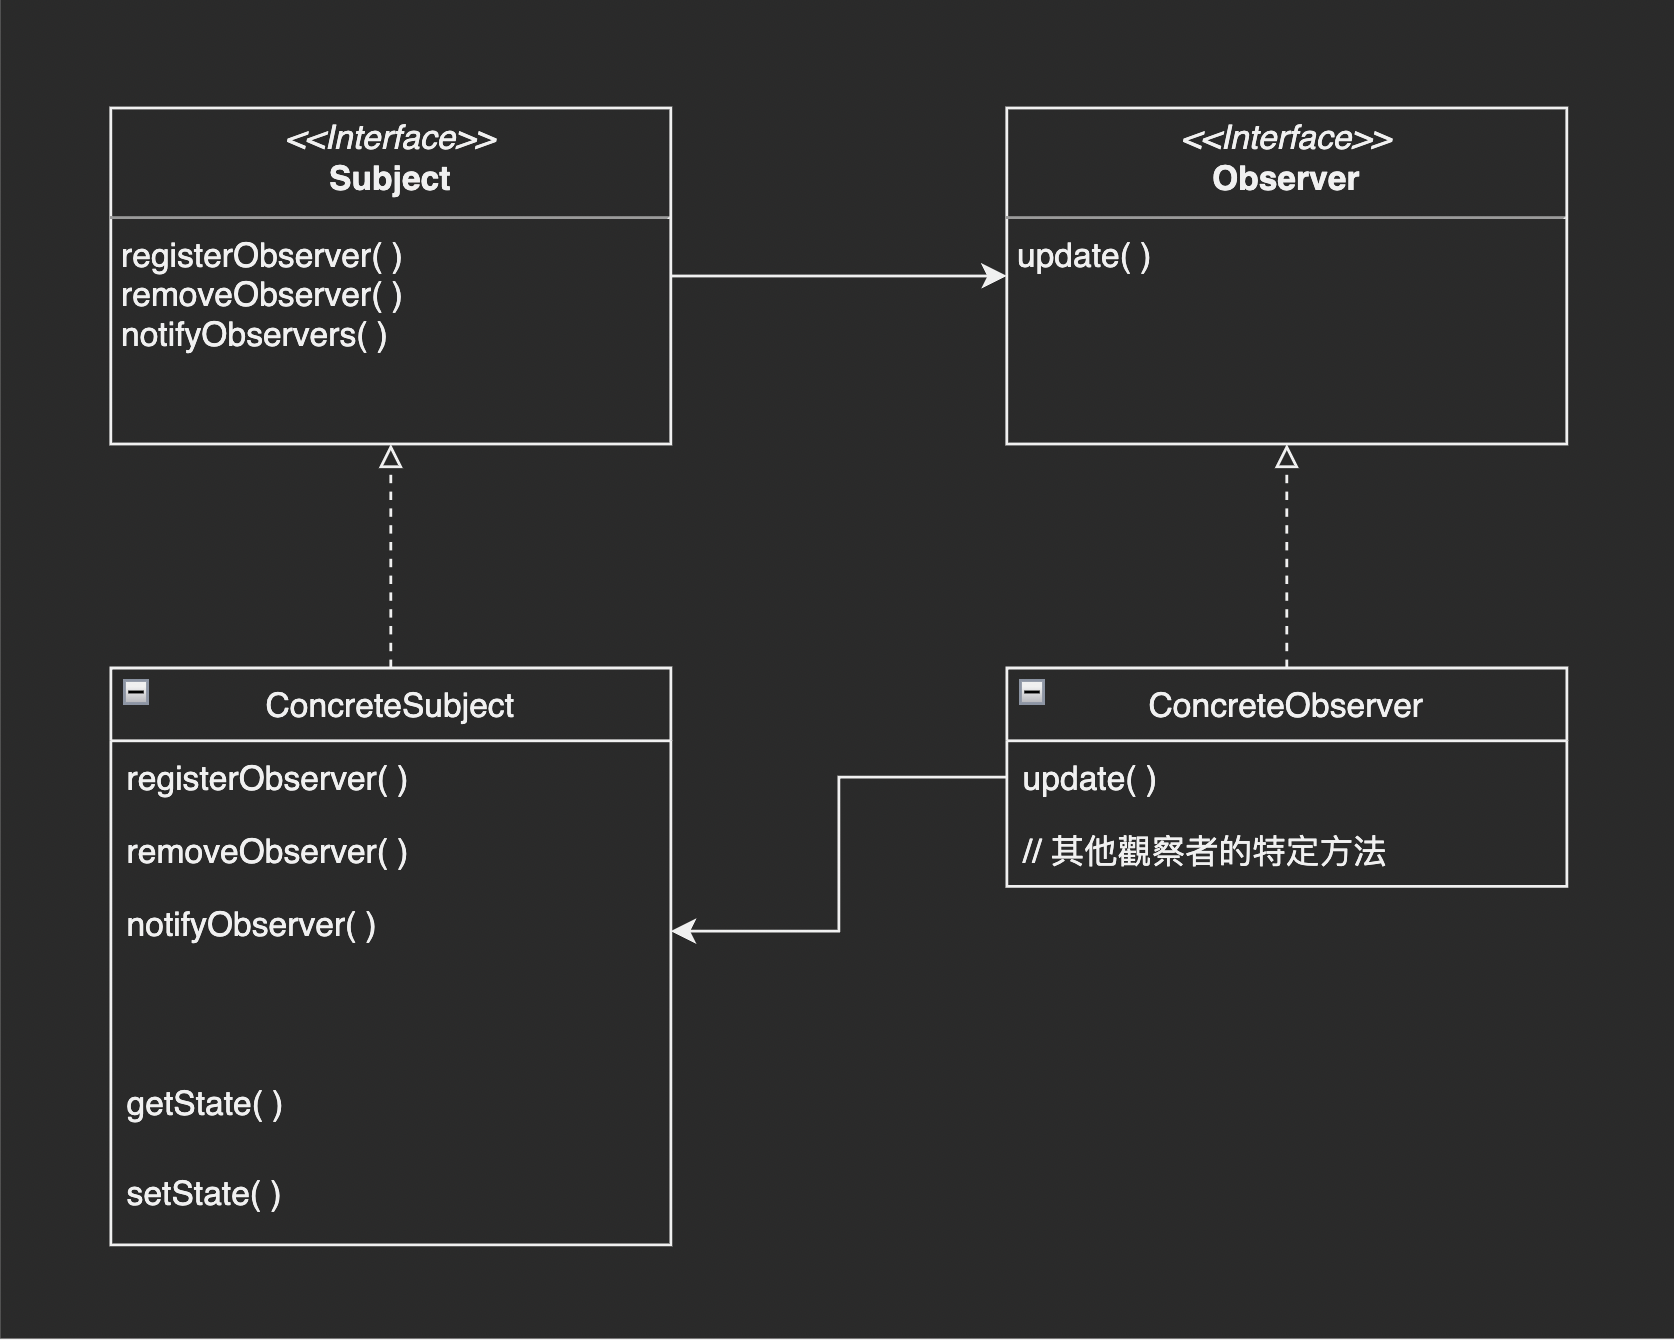 <<Interface>>
Subject
registerObserver( )
removeObserver( )
notifyObservers( )
<<Interface>>
Observer
update( )
ConcreteSubject
registerObserver( )
removeObserver( )
notifyObserver( )
getState( )
setState( )
ConcreteObserver
update( )
// 其他觀察者的特定方法